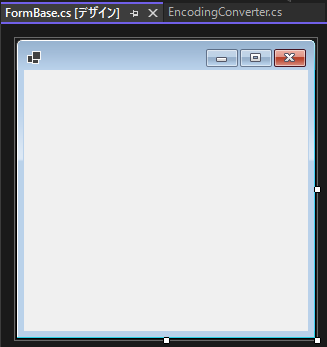 FormBase.cs [デザイン]
EncodingConverter.cs